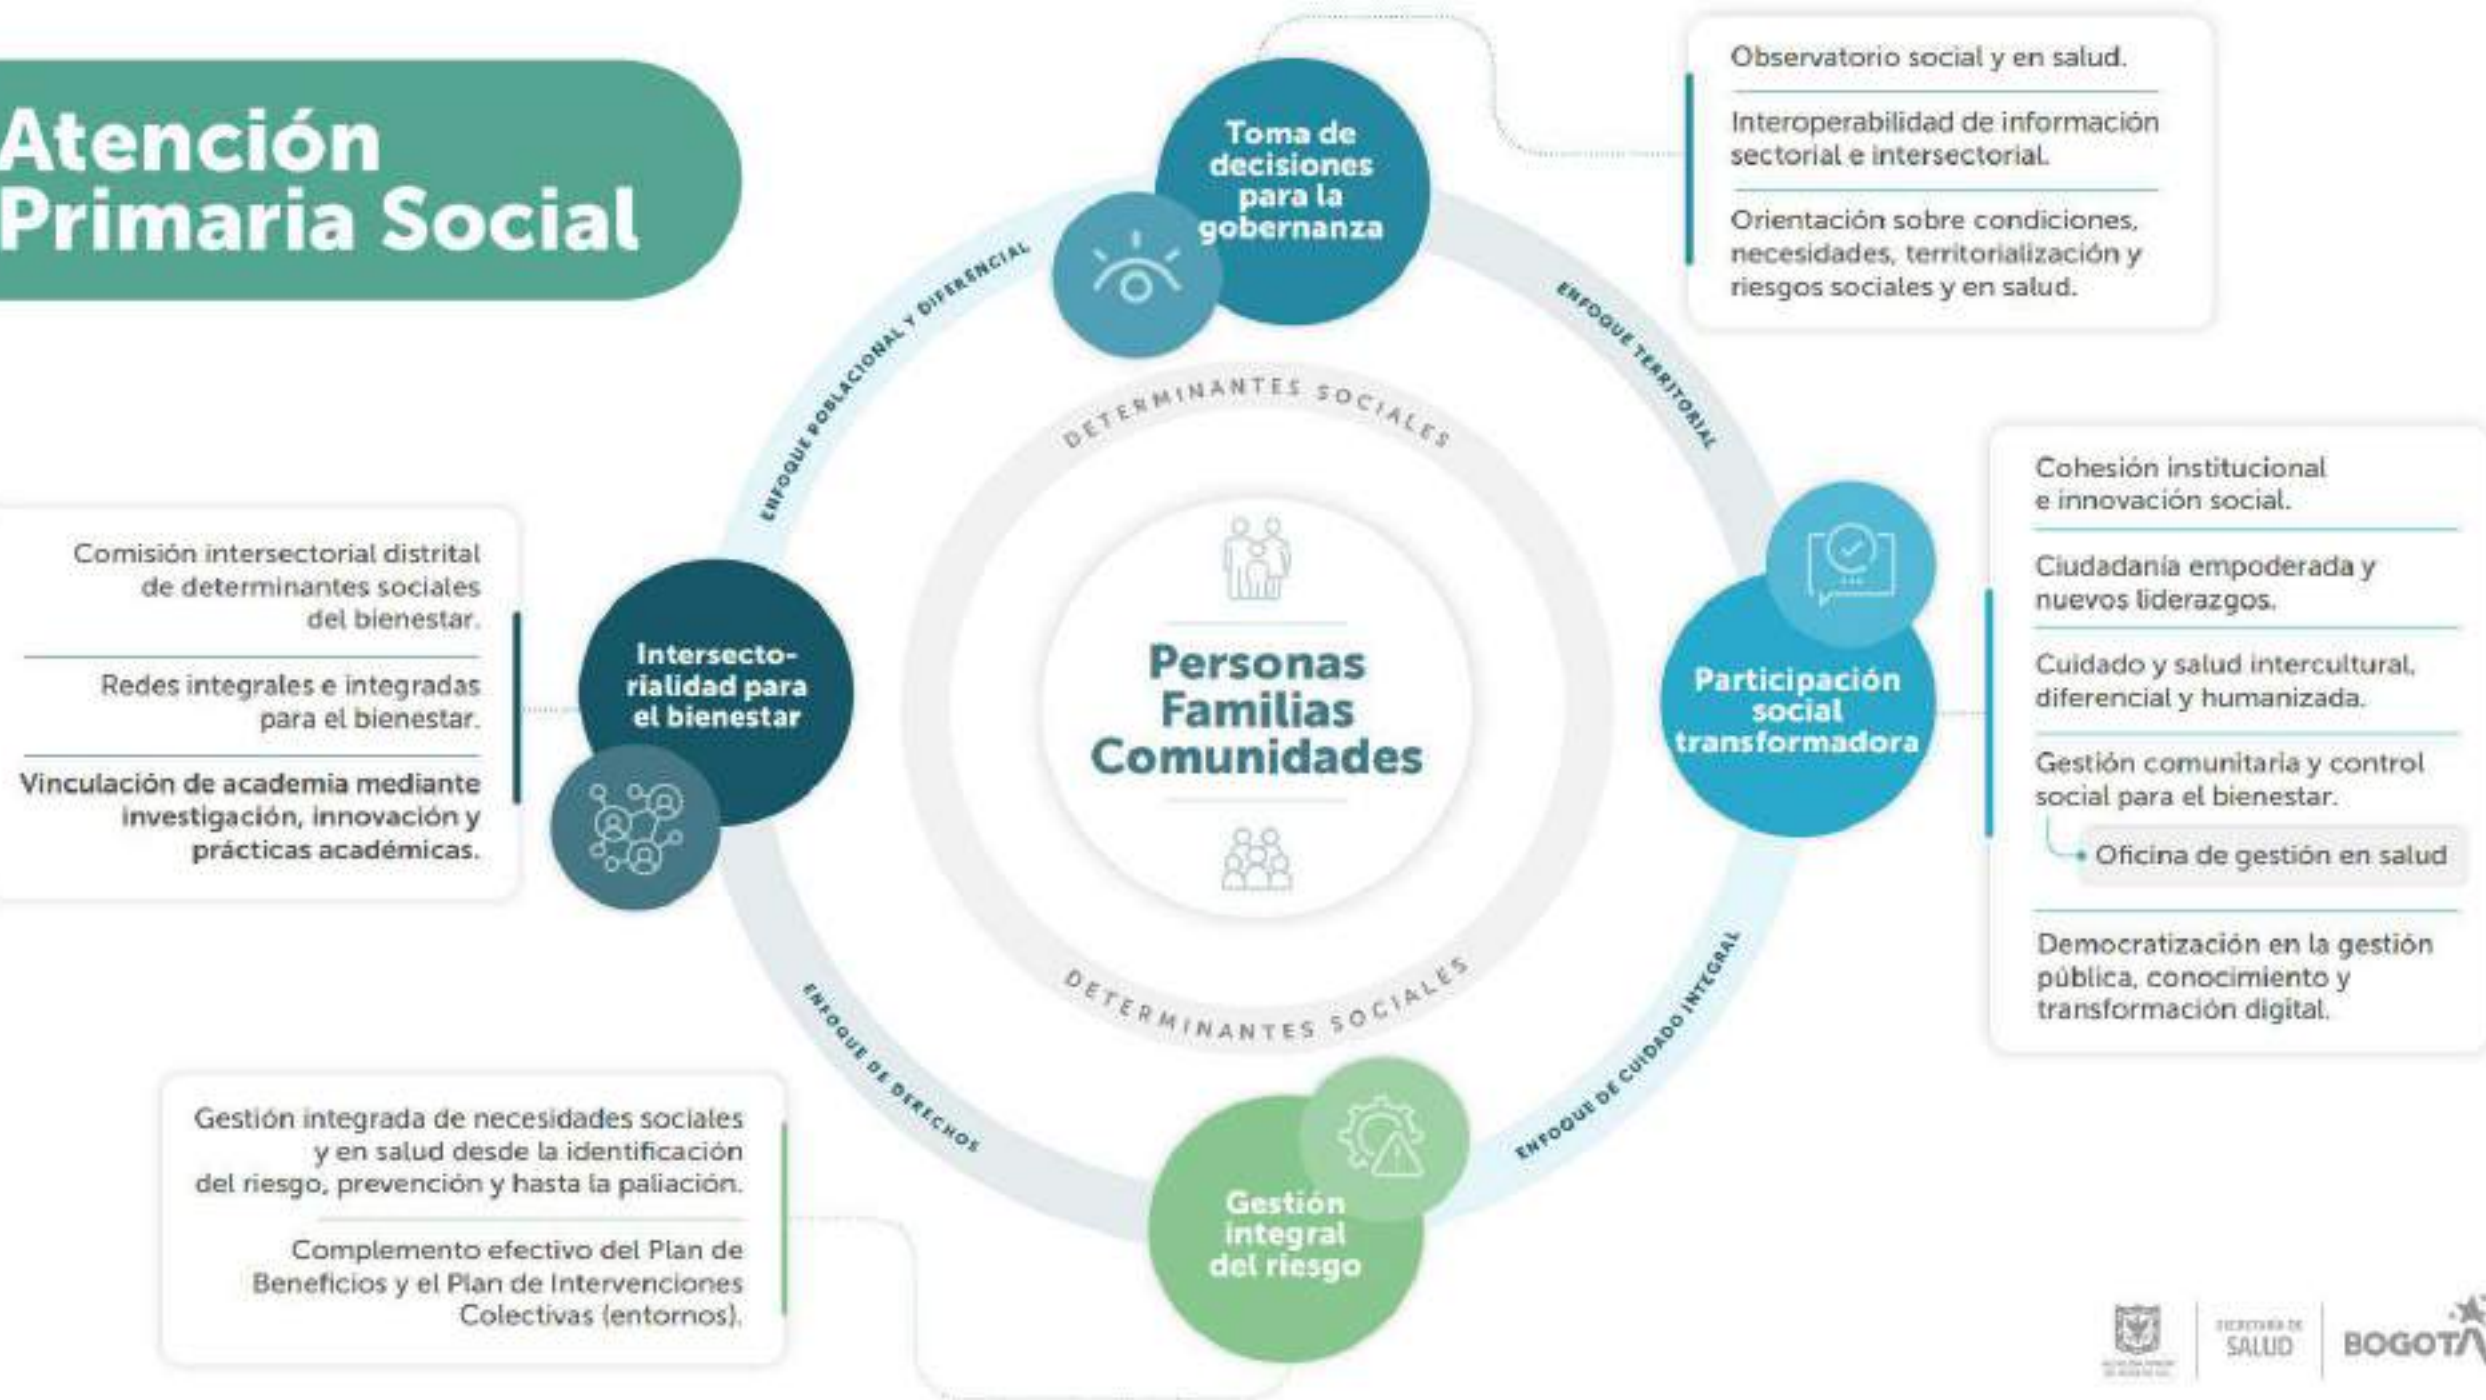 Atención
Primaria Social
Toma de
decisiones
para la
gobernanza
Observatorio social y en salud.
Interoperabilidad de información
sectorial e intersectorial.
Orientación sobre condiciones,
necesidades, territorialización y
riesgos sociales y en salud.
ENFOQUE POBLACIONAL Y DIFERENCIAL
ENFOQUE TERRITORIAL
DETERMINANTES SOCIALES
Personas
Familias
Comunidades
DETERMINANTES SOCIALES
Intersecto-
rialidad para
el bienestar
Comisión intersectorial distrital
de determinantes sociales
del bienestar.
Redes integrales e integradas
para el bienestar.
Vinculación de academia mediante
investigación, innovación y
prácticas académicas.
Participación
social
transformadora
Cohesión institucional
e innovación social.
Ciudadanía empoderada y
nuevos liderazgos.
Cuidado y salud intercultural,
diferencial y humanizada.
Gestión comunitaria y control
social para el bienestar.
Oficina de gestión en salud
Democratización en la gestión
pública, conocimiento y
transformación digital.
ENFOQUE DE DERECHOS
ENFOQUE DE CUIDADO INTEGRAL
Gestión
integral
del riesgo
Gestión integrada de necesidades sociales
y en salud desde la identificación
del riesgo, prevención y hasta la paliación.
Complemento efectivo del Plan de
Beneficios y el Plan de Intervenciones
Colectivas (entornos).
SECRETARÍA DE
SALUD
BOGOTÁ